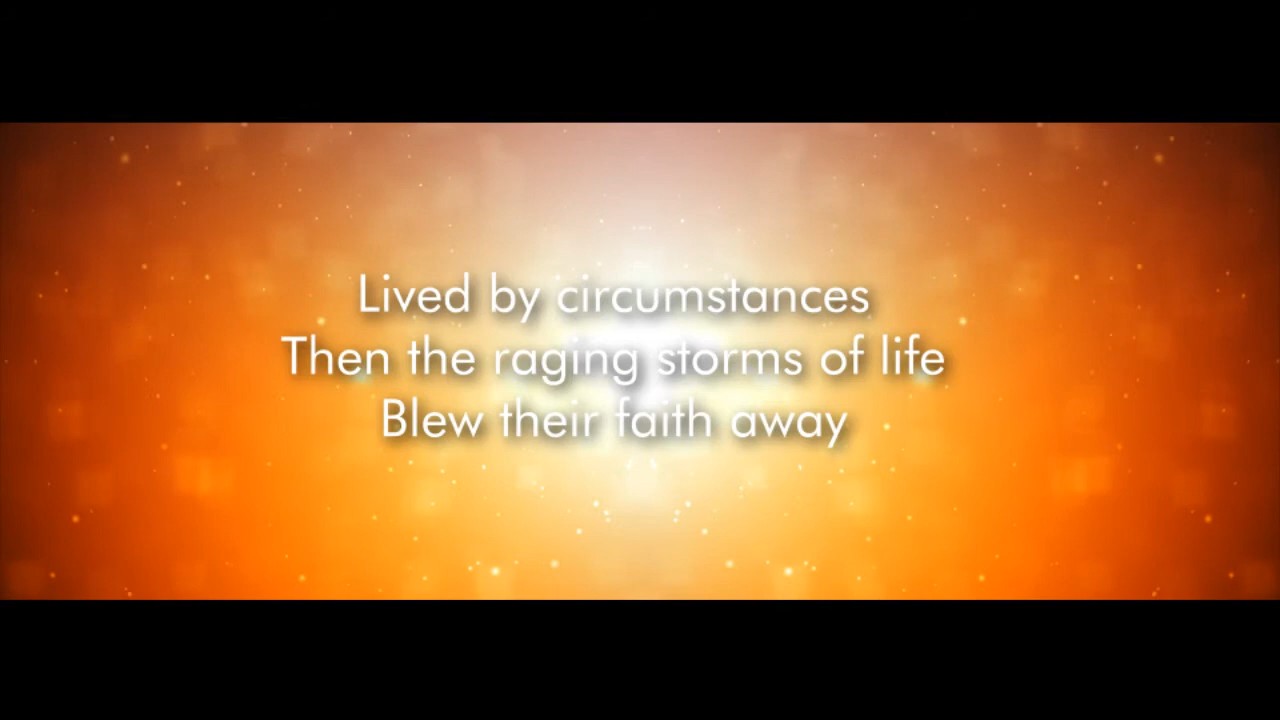 Lived by circumstances
Then the raging storms of life
Blew their faith away